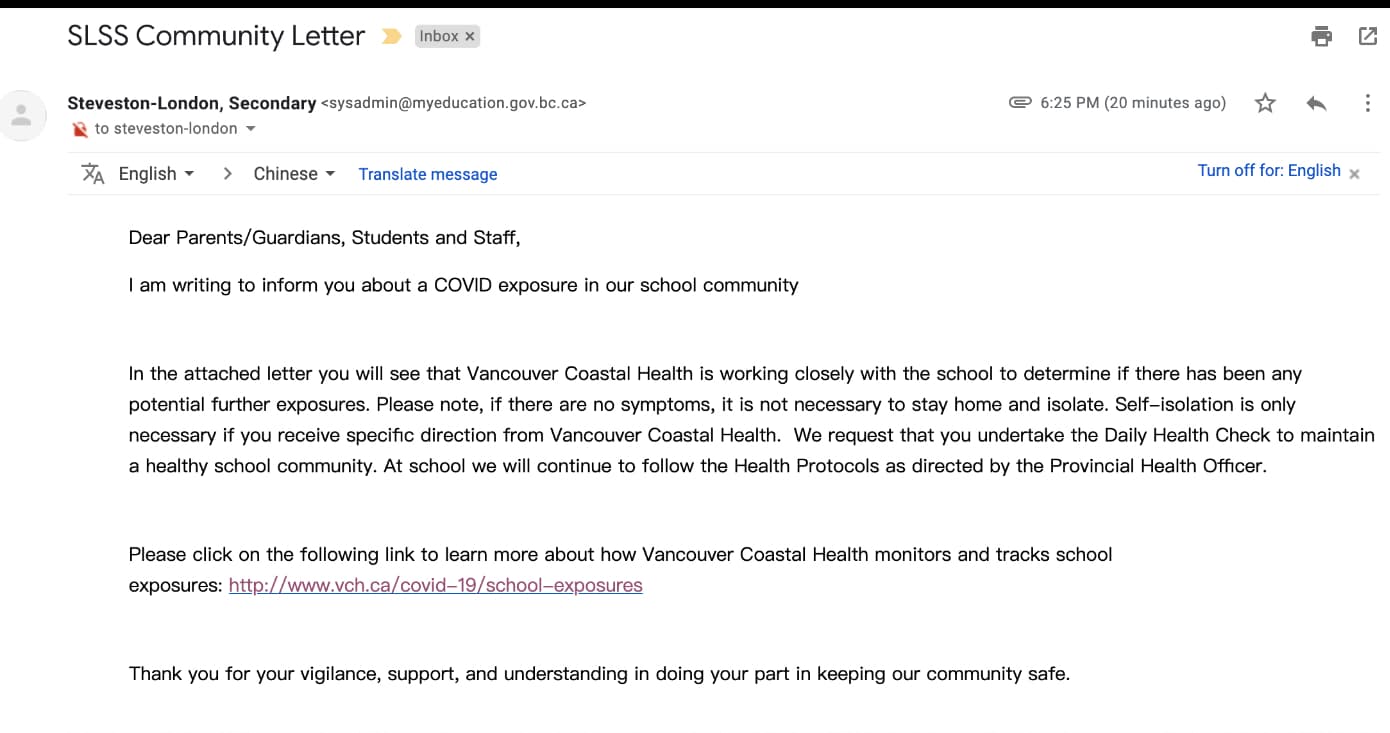 SLSS Community Letter Inbox ×
Steveston-London, Secondary <sysadmin@myeducation.gov.bc.ca> 6:25 PM (20 minutes ago)
to steveston-london
English > Chinese Translate message Turn off for: English ×
Dear Parents/Guardians, Students and Staff,
I am writing to inform you about a COVID exposure in our school community
In the attached letter you will see that Vancouver Coastal Health is working closely with the school to determine if there has been any
potential further exposures. Please note, if there are no symptoms, it is not necessary to stay home and isolate. Self-isolation is only
necessary if you receive specific direction from Vancouver Coastal Health.  We request that you undertake the Daily Health Check to maintain
a healthy school community. At school we will continue to follow the Health Protocols as directed by the Provincial Health Officer.
Please click on the following link to learn more about how Vancouver Coastal Health monitors and tracks school
exposures: http://www.vch.ca/covid-19/school-exposures
Thank you for your vigilance, support, and understanding in doing your part in keeping our community safe.